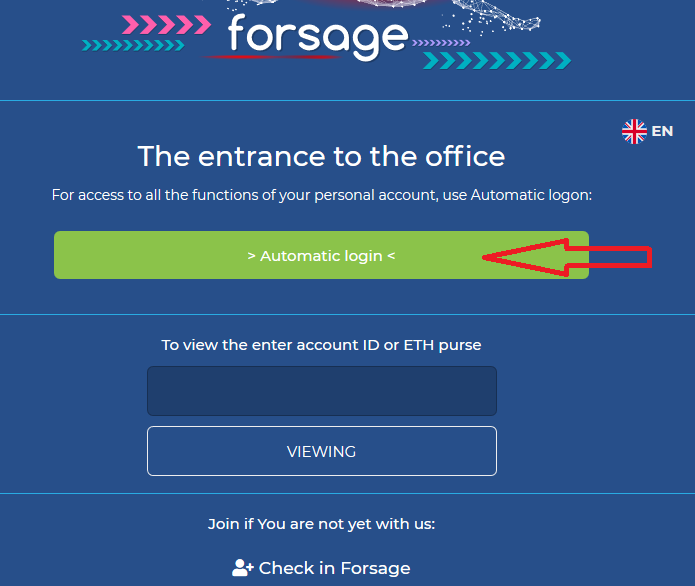 forsage
EN
The entrance to the office
For access to all the functions of your personal account, use Automatic logon:
> Automatic login <
To view the enter account ID or ETH purse
VIEWING
Join if You are not yet with us:
Check in Forsage